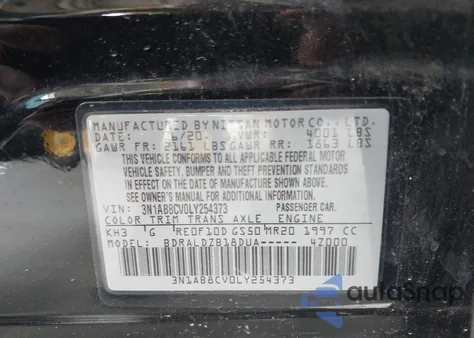 MANUFACTURED BY NISSAN MOTOR CO., LTD.
DATE: 6/20 GVWR: 4001 LBS
GAWR FR: 2161 LBS GAWR RR: 1863 LBS
THIS VEHICLE CONFORMS TO ALL APPLICABLE FEDERAL MOTOR
VEHICLE SAFETY, BUMPER AND THEFT PREVENTION STANDARDS
IN EFFECT ON THE DATE OF MANUFACTURE SHOWN ABOVE.
SEE OWNER'S MANUAL FOR ADDITIONAL INFORMATION.
VIN: 3N1AB8CV0LY254373 PASSENGER CAR.
COLOR TRIM TRANS AXLE ENGINE
KH3 G RE0F10D GS50 MR20 1997 CC
MODEL: BDRALDZB18DUA----- 4Z000
3N1AB8CV0LY254373
autoSnap